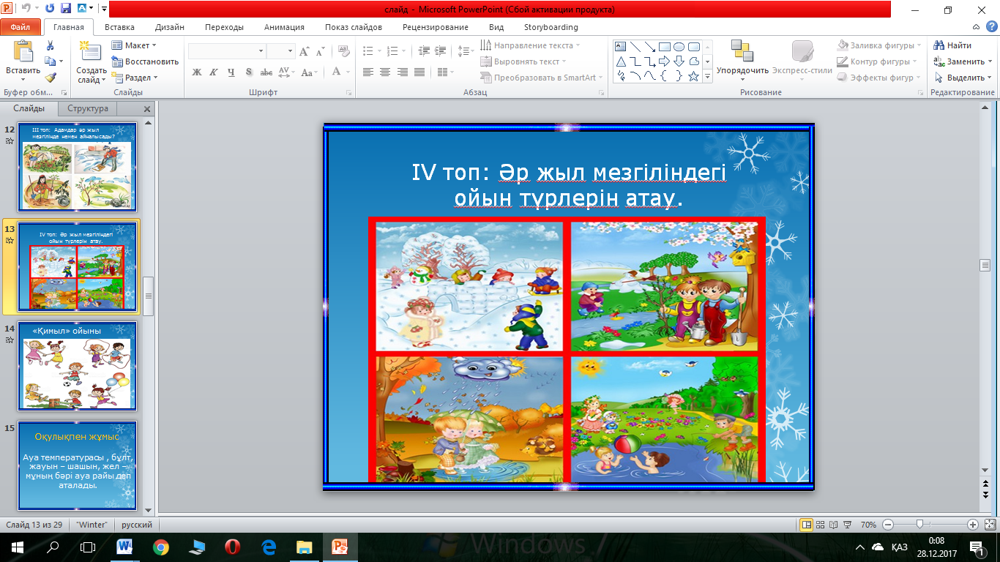 слайд - Microsoft PowerPoint (Сбой активации продукта)
Файл Главная Вставка Дизайн Переходы Анимация Показ слайдов Рецензирование Вид Storyboarding
Вставить
Буфер обм...
Создать слайд
Макет
Восстановить
Раздел
Слайды
Ж К Ч S abc AV Aa А
Шрифт
Направление текста
Выровнять текст
Преобразовать в SmartArt
Абзац
Упорядочить
Экспресс-стили
Заливка фигуры
Контур фигуры
Эффекты фигур
Рисование
Найти
Заменить
Выделить
Редактирование
Слайды Структура
12
III топ: Адамдар әр жыл
мезгілінде немен айналысады?
13
IV топ: Әр жыл мезгіліндегі
ойын түрлерін атау.
14
«Қимыл» ойыны
15
Оқулықпен жұмыс
Ауа температурасы , бұлт,
жауын – шашын, жел –
мұның бәрі ауа райы деп
аталады.
IV топ: Әр жыл мезгіліндегі
ойын түрлерін атау.
Слайд 13 из 29 "Winter" русский 70%
Windows
ҚАЗ
0:08
28.12.2017
1